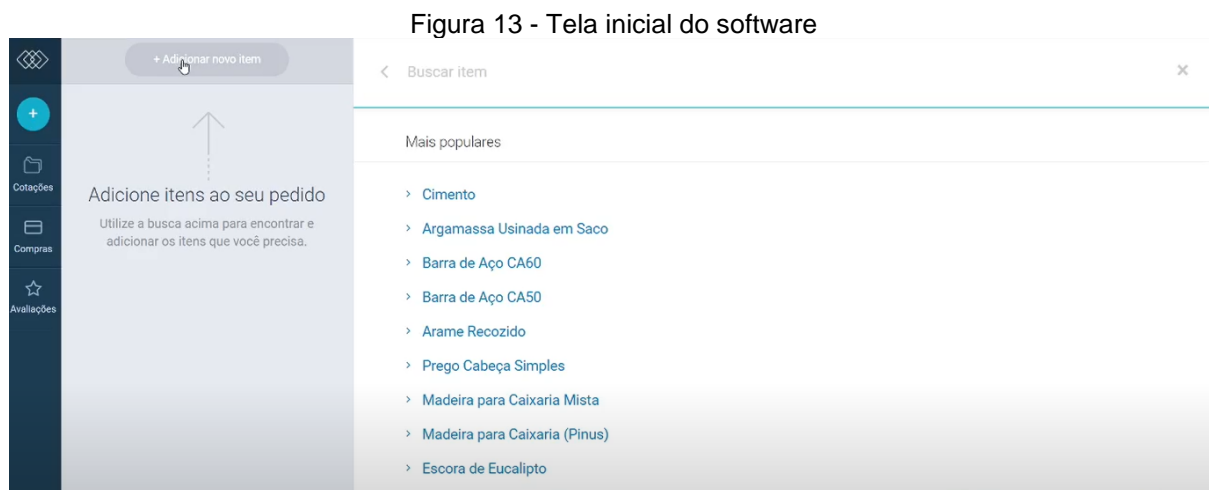 Figura 13 - Tela inicial do software
+ Adicionar novo item
Buscar item
Cotações
Compras
Avaliações
Adicione itens ao seu pedido
Utilize a busca acima para encontrar e
adicionar os itens que você precisa.
Mais populares
Cimento
Argamassa Usinada em Saco
Barra de Aço CA60
Barra de Aço CA50
Arame Recozido
Prego Cabeça Simples
Madeira para Caixaria Mista
Madeira para Caixaria (Pinus)
Escora de Eucalipto